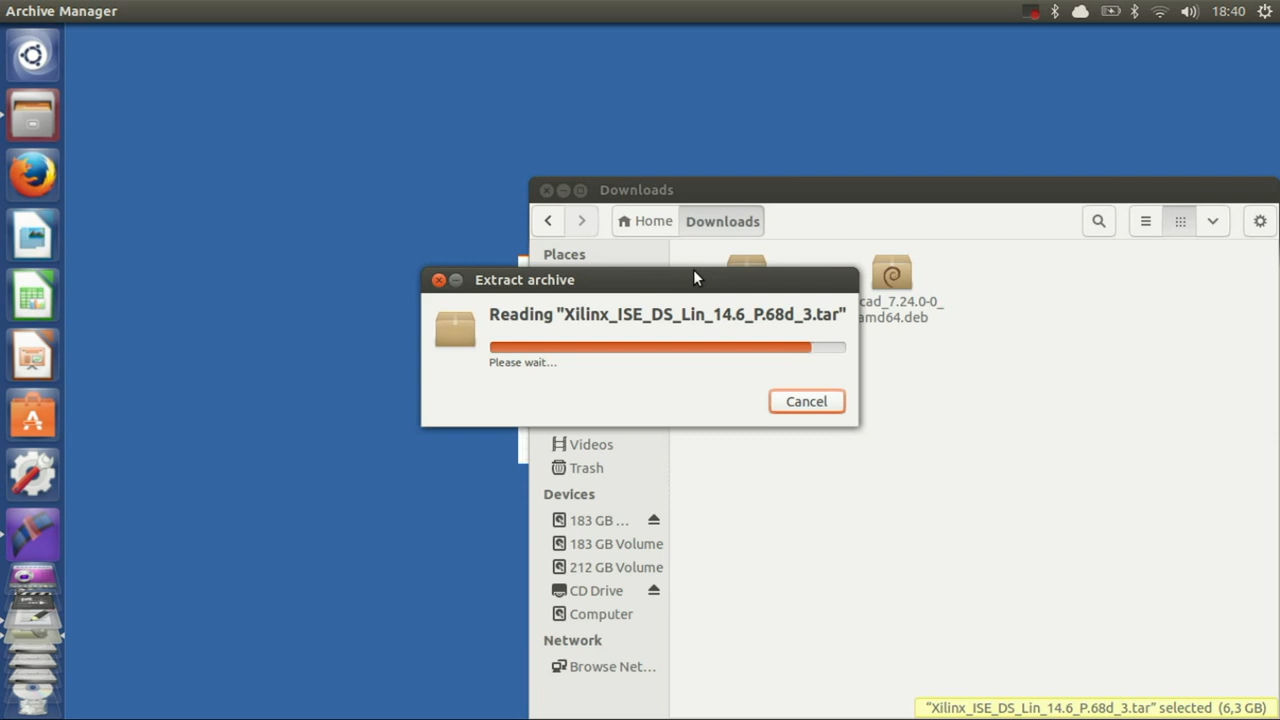 Archive Manager
18:40
Downloads
Home
Downloads
Places
Extract archive
Reading "Xilinx_ISE_DS_Lin_14.6_P.68d_3.tar"
Please wait…
Cancel
cad_7.24.0-0_
amd64.deb
Videos
Trash
Devices
183 GB …
183 GB Volume
212 GB Volume
CD Drive
Computer
Network
Browse Net…
"Xilinx_ISE_DS_Lin_14.6_P.68d_3.tar" selected (6,3 GB)